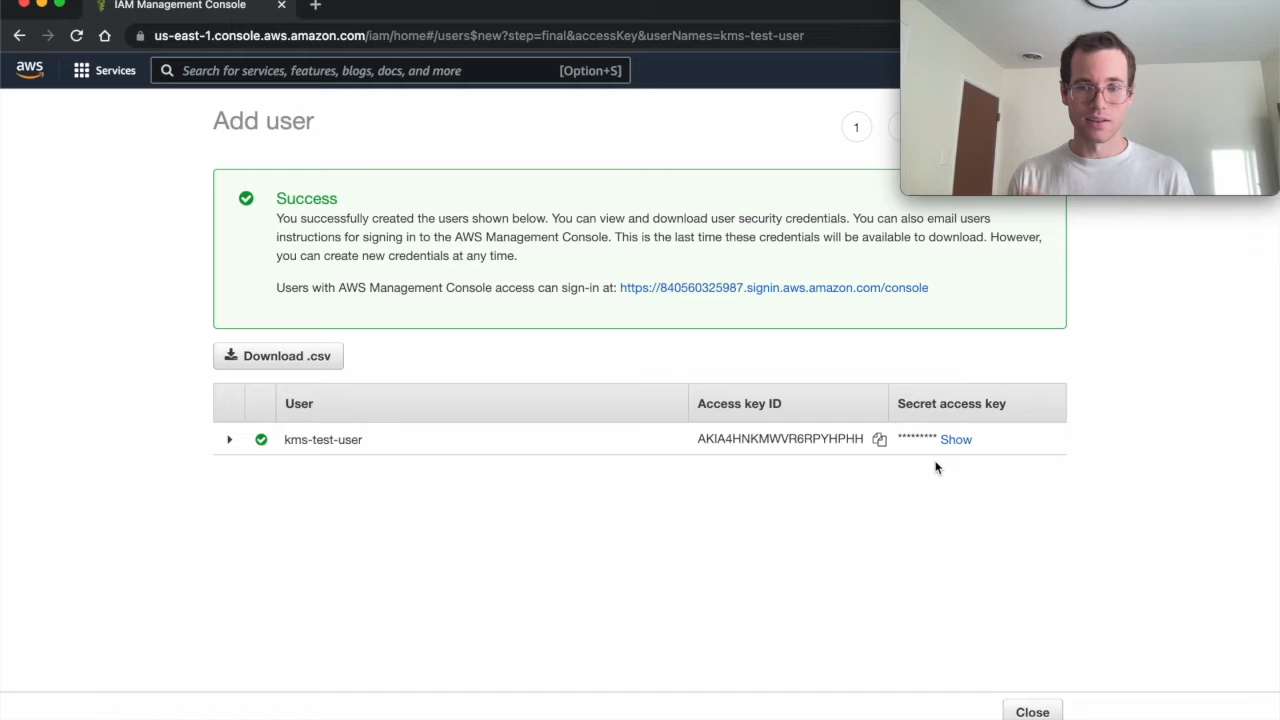 IAM Management Console
us-east-1.console.aws.amazon.com/iam/home#/users$new?step=final&accessKey&userNames=kms-test-user
aws
Services
Search for services, features, blogs, docs, and more
[Option+S]
Add user
1
Success
You successfully created the users shown below. You can view and download user security credentials. You can also email users
instructions for signing in to the AWS Management Console. This is the last time these credentials will be available to download. However,
you can create new credentials at any time.
Users with AWS Management Console access can sign-in at: https://840560325987.signin.aws.amazon.com/console
Download .csv
User Access key ID Secret access key
kms-test-user AKIA4HNKMWVR6RPYHPHH ********* Show
Close